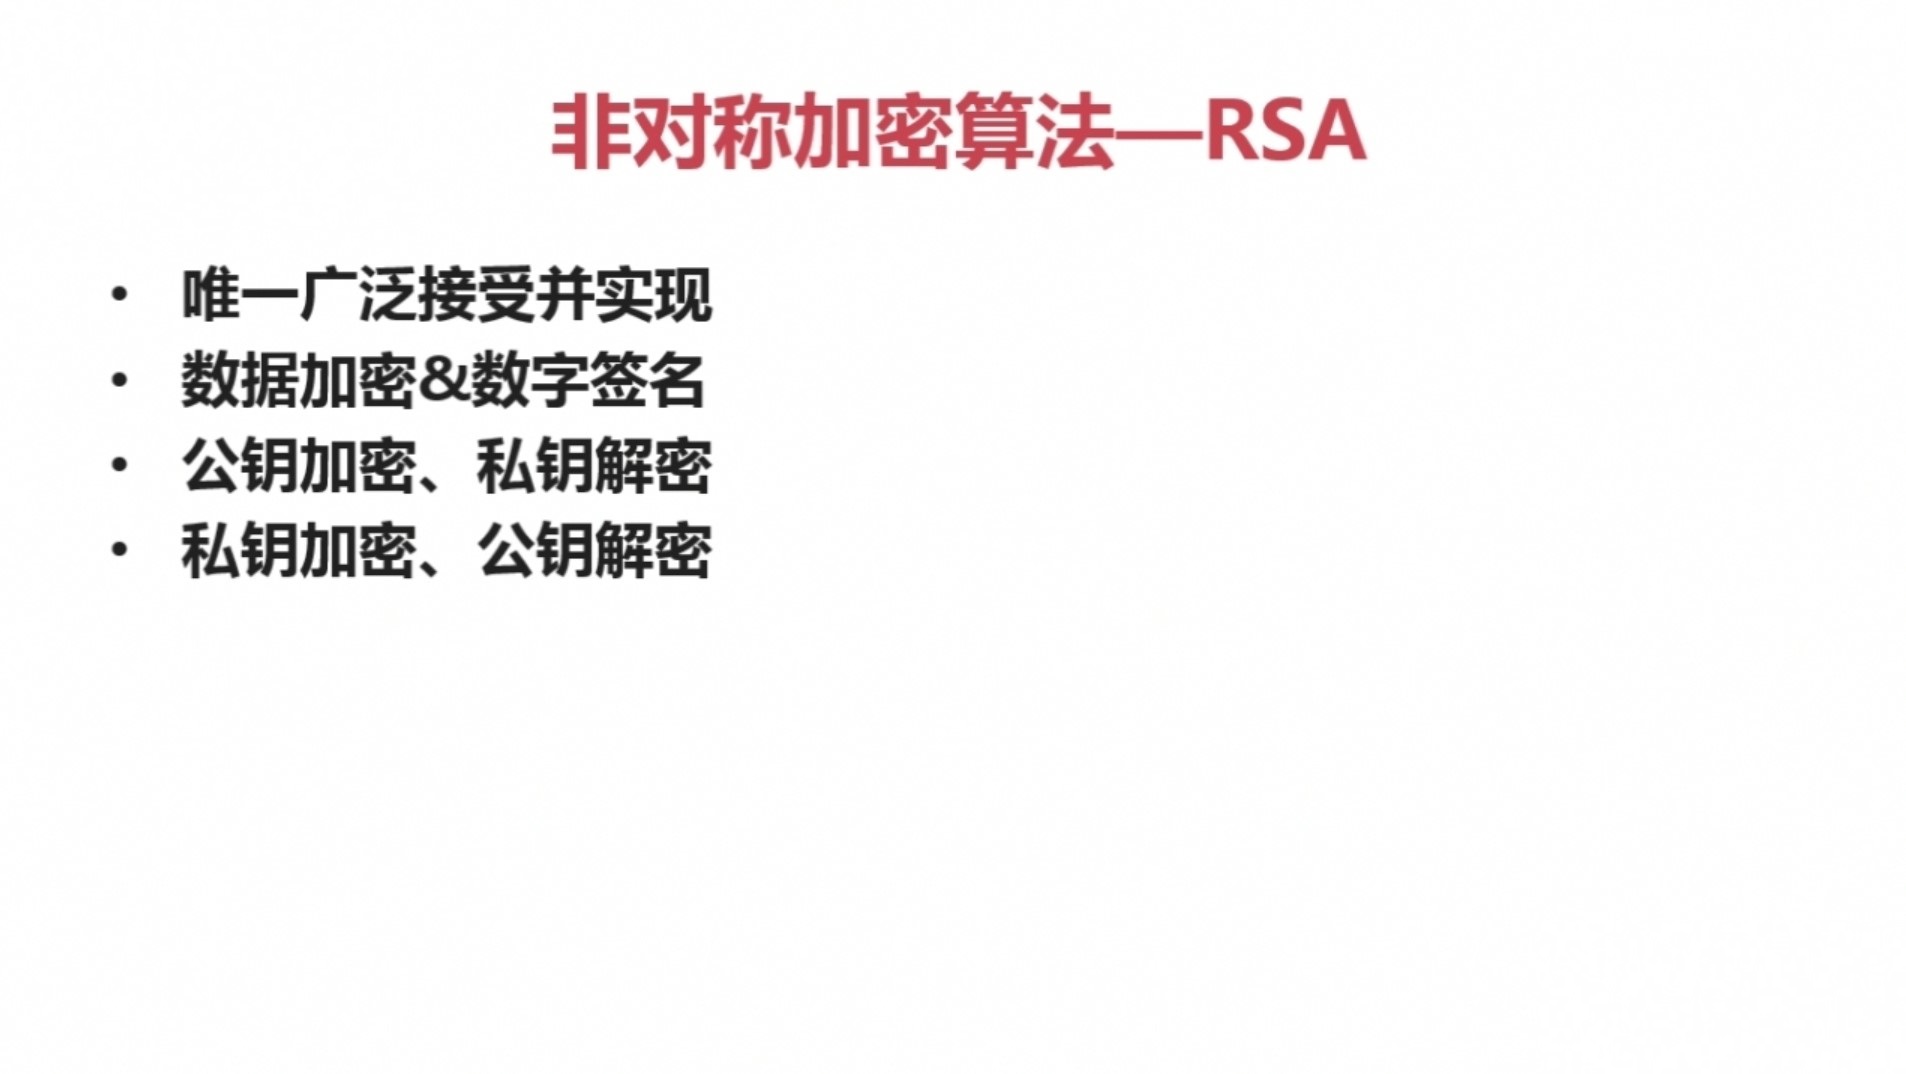 非对称加密算法—RSA
• 唯一广泛接受并实现
• 数据加密&数字签名
• 公钥加密、私钥解密
• 私钥加密、公钥解密